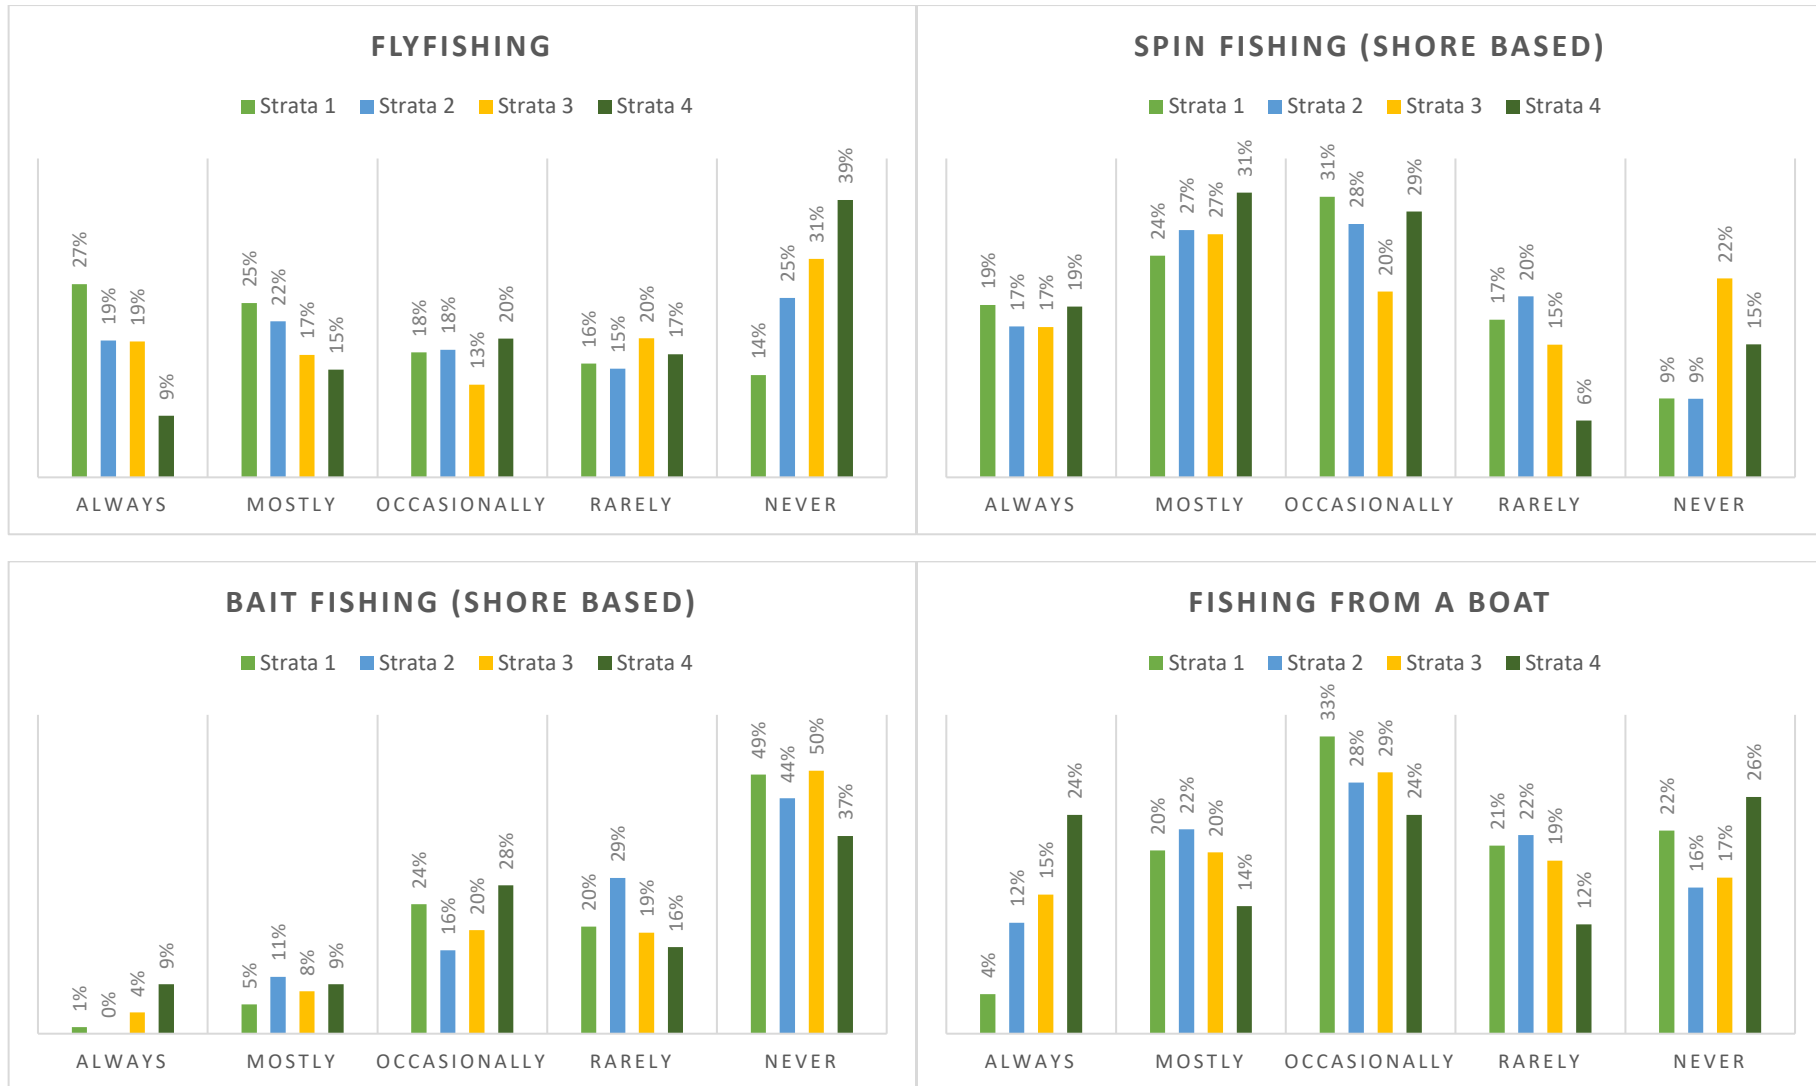 FLYFISHING
Strata 1 Strata 2 Strata 3 Strata 4
27% 19% 19% 9% 25% 22% 17% 15% 18% 18% 13% 20% 16% 15% 20% 17% 14% 25% 31% 39%
ALWAYS MOSTLY OCCASIONALLY RARELY NEVER
SPIN FISHING (SHORE BASED)
Strata 1 Strata 2 Strata 3 Strata 4
19% 17% 17% 19% 24% 27% 27% 31% 31% 28% 20% 29% 17% 20% 15% 6% 9% 9% 22% 15%
ALWAYS MOSTLY OCCASIONALLY RARELY NEVER
BAIT FISHING (SHORE BASED)
Strata 1 Strata 2 Strata 3 Strata 4
1% 0% 4% 9% 5% 11% 8% 9% 24% 16% 20% 28% 20% 29% 19% 16% 49% 44% 50% 37%
ALWAYS MOSTLY OCCASIONALLY RARELY NEVER
FISHING FROM A BOAT
Strata 1 Strata 2 Strata 3 Strata 4
4% 12% 15% 24% 20% 22% 20% 14% 33% 28% 29% 24% 21% 22% 19% 12% 22% 16% 17% 26%
ALWAYS MOSTLY OCCASIONALLY RARELY NEVER